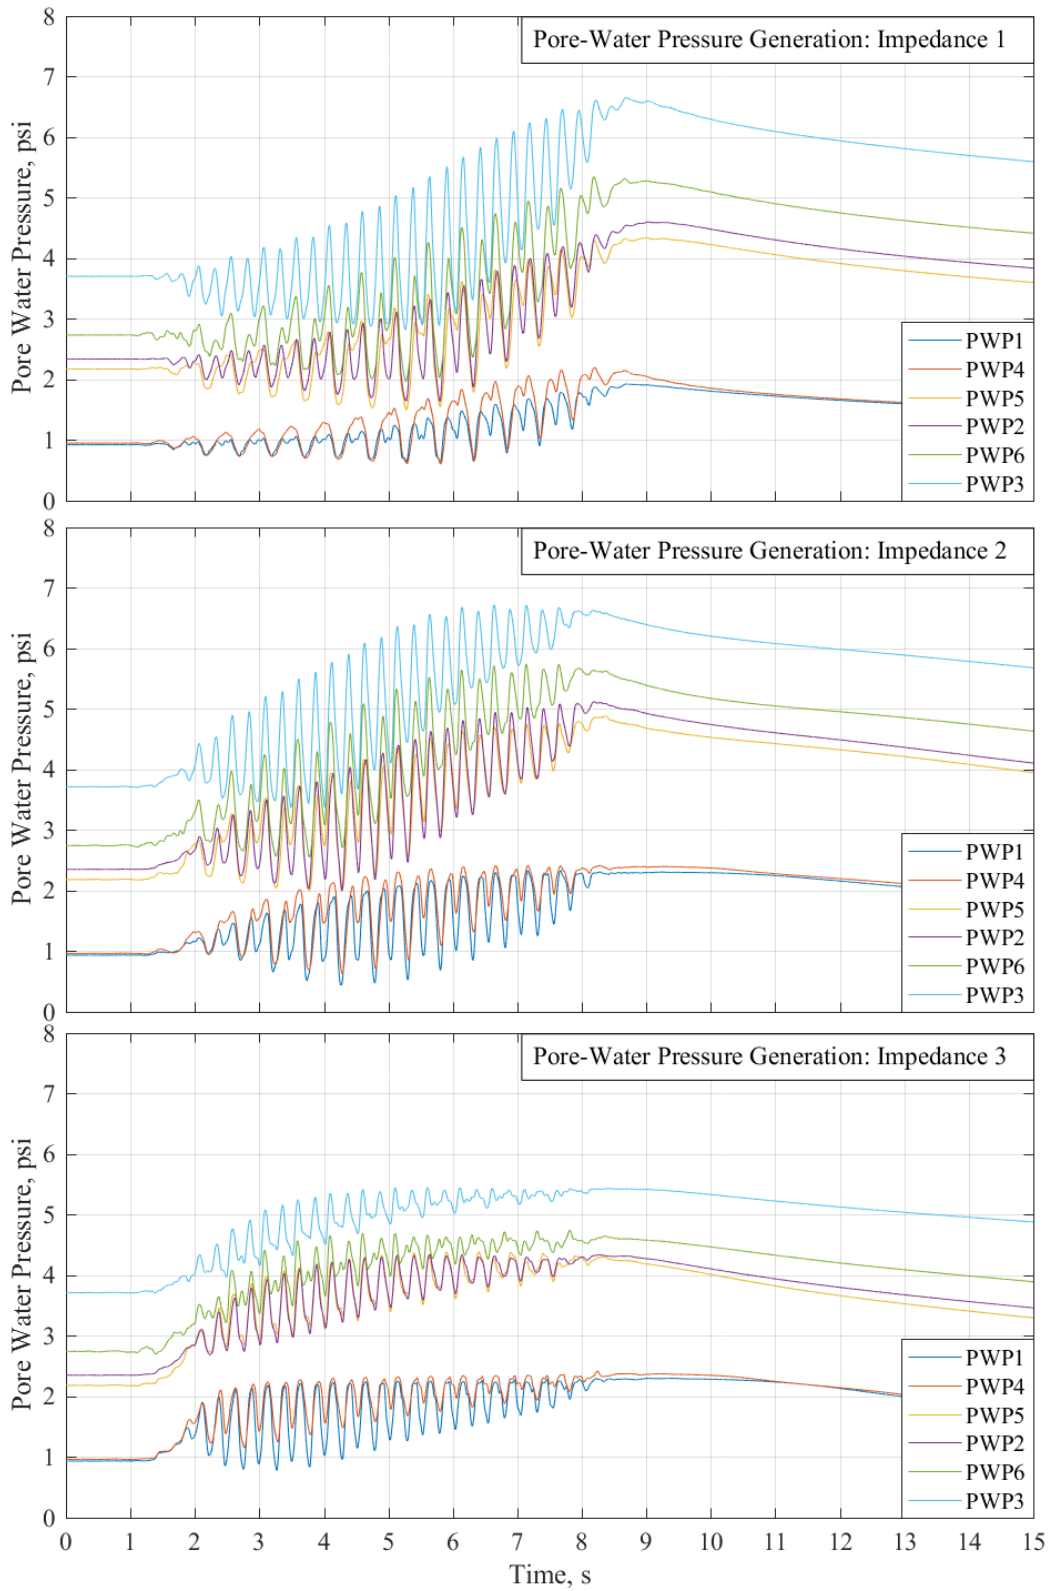 Pore-Water Pressure Generation: Impedance 1
Pore Water Pressure, psi
8
7
6
5
4
3
2
1
0
PWP1
PWP4
PWP5
PWP2
PWP6
PWP3
Pore-Water Pressure Generation: Impedance 2
Pore Water Pressure, psi
8
7
6
5
4
3
2
1
0
PWP1
PWP4
PWP5
PWP2
PWP6
PWP3
Pore-Water Pressure Generation: Impedance 3
Pore Water Pressure, psi
8
7
6
5
4
3
2
1
0
PWP1
PWP4
PWP5
PWP2
PWP6
PWP3
0 1 2 3 4 5 6 7 8 9 10 11 12 13 14 15
Time, s